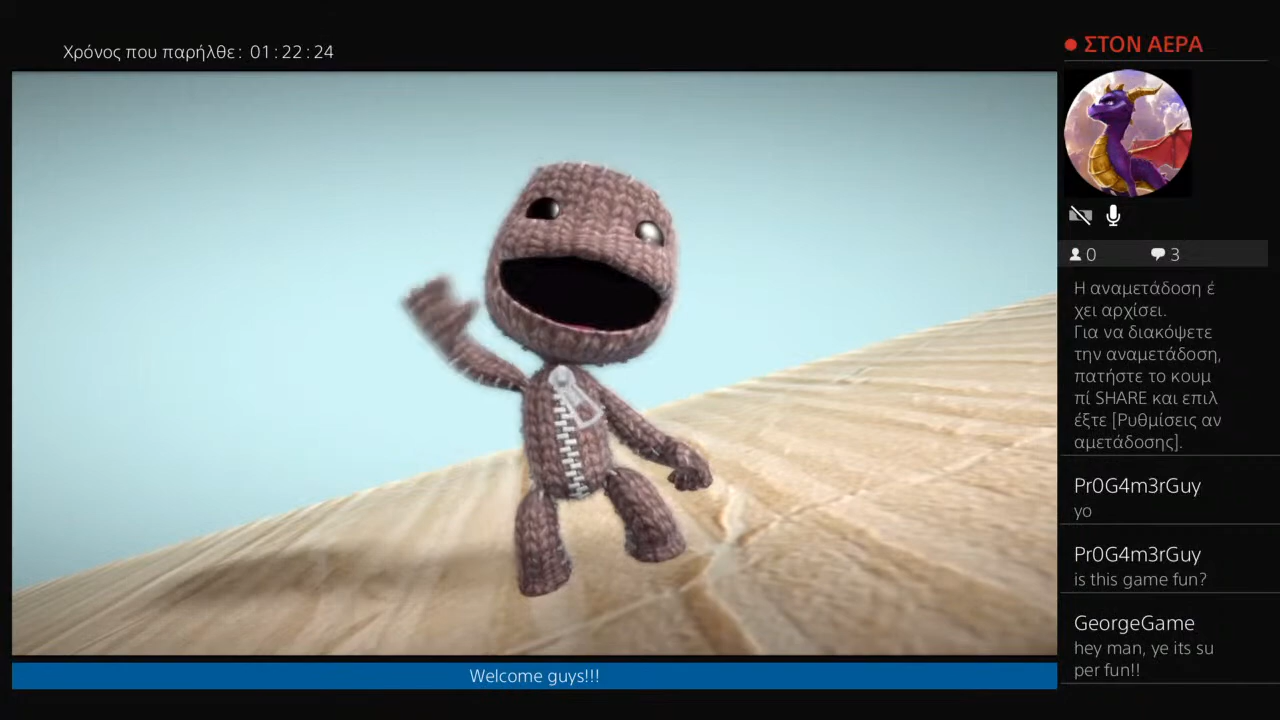 Χρόνος που παρήλθε: 01:22:24
ΣΤΟΝ ΑΕΡΑ
0 3
Η αναμετάδοση έ
χει αρχίσει.
Για να διακόψετε
την αναμετάδοση,
πατήστε το κουμ
πί SHARE και επιλ
έξτε [Ρυθμίσεις αν
αμετάδοσης].
Pr0G4m3rGuy
yo
Pr0G4m3rGuy
is this game fun?
GeorgeGame
hey man, ye its su
per fun!!
Welcome guys!!!